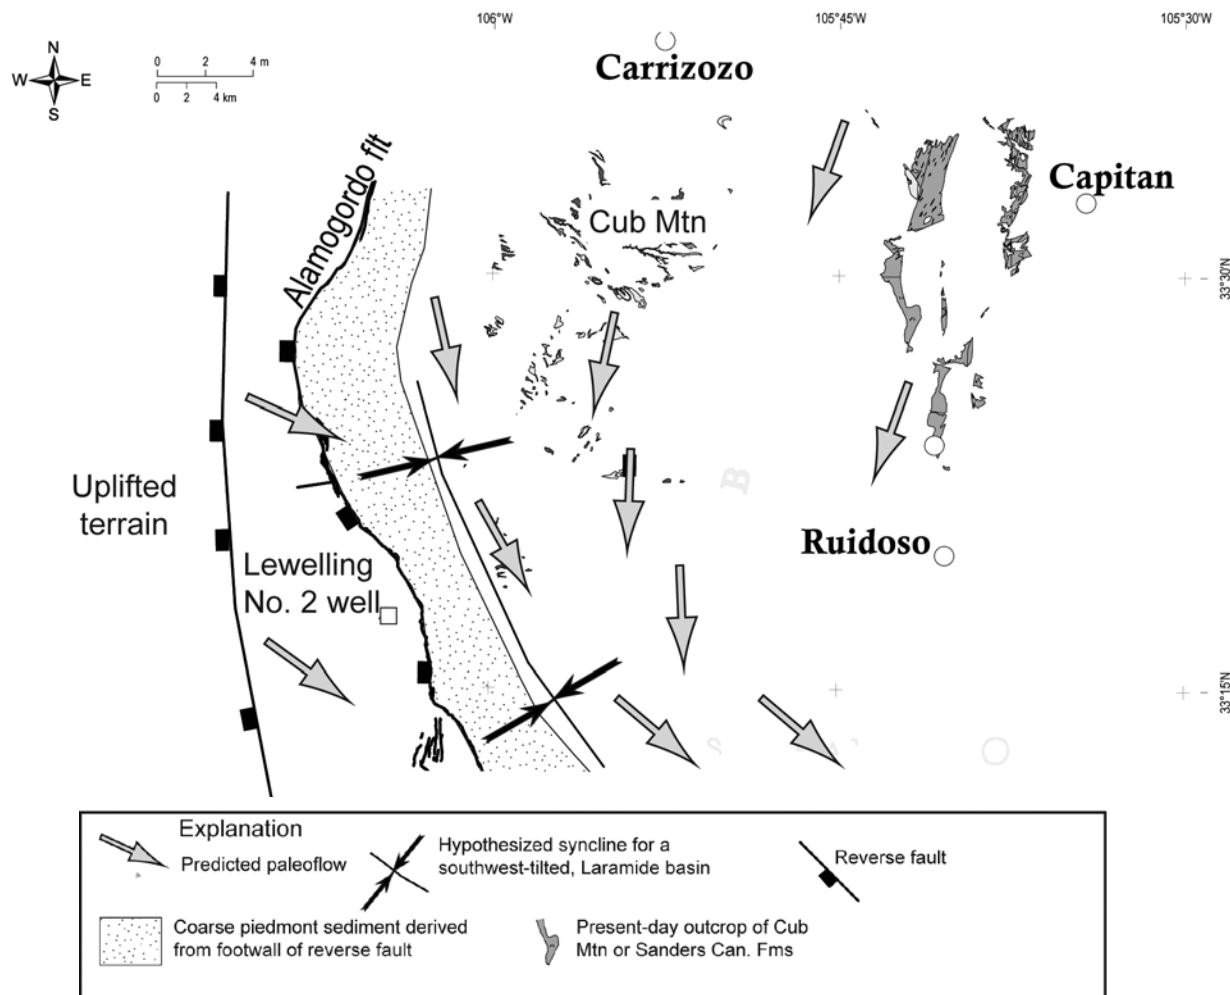 106°W
105°45'W
105°30'W
N
W E
S
0 2 4 m
0 2 4 km
Carrizozo
Alamogordo flt
Capitan
Cub Mtn
33°30'N
Uplifted
terrain
B
Ruidoso
Lewelling
No. 2 well
33°15'N
S
O
Explanation
Predicted paleoflow
Hypothesized syncline for a
southwest-tilted, Laramide basin
Reverse fault
Coarse piedmont sediment derived
from footwall of reverse fault
Present-day outcrop of Cub
Mtn or Sanders Can. Fms